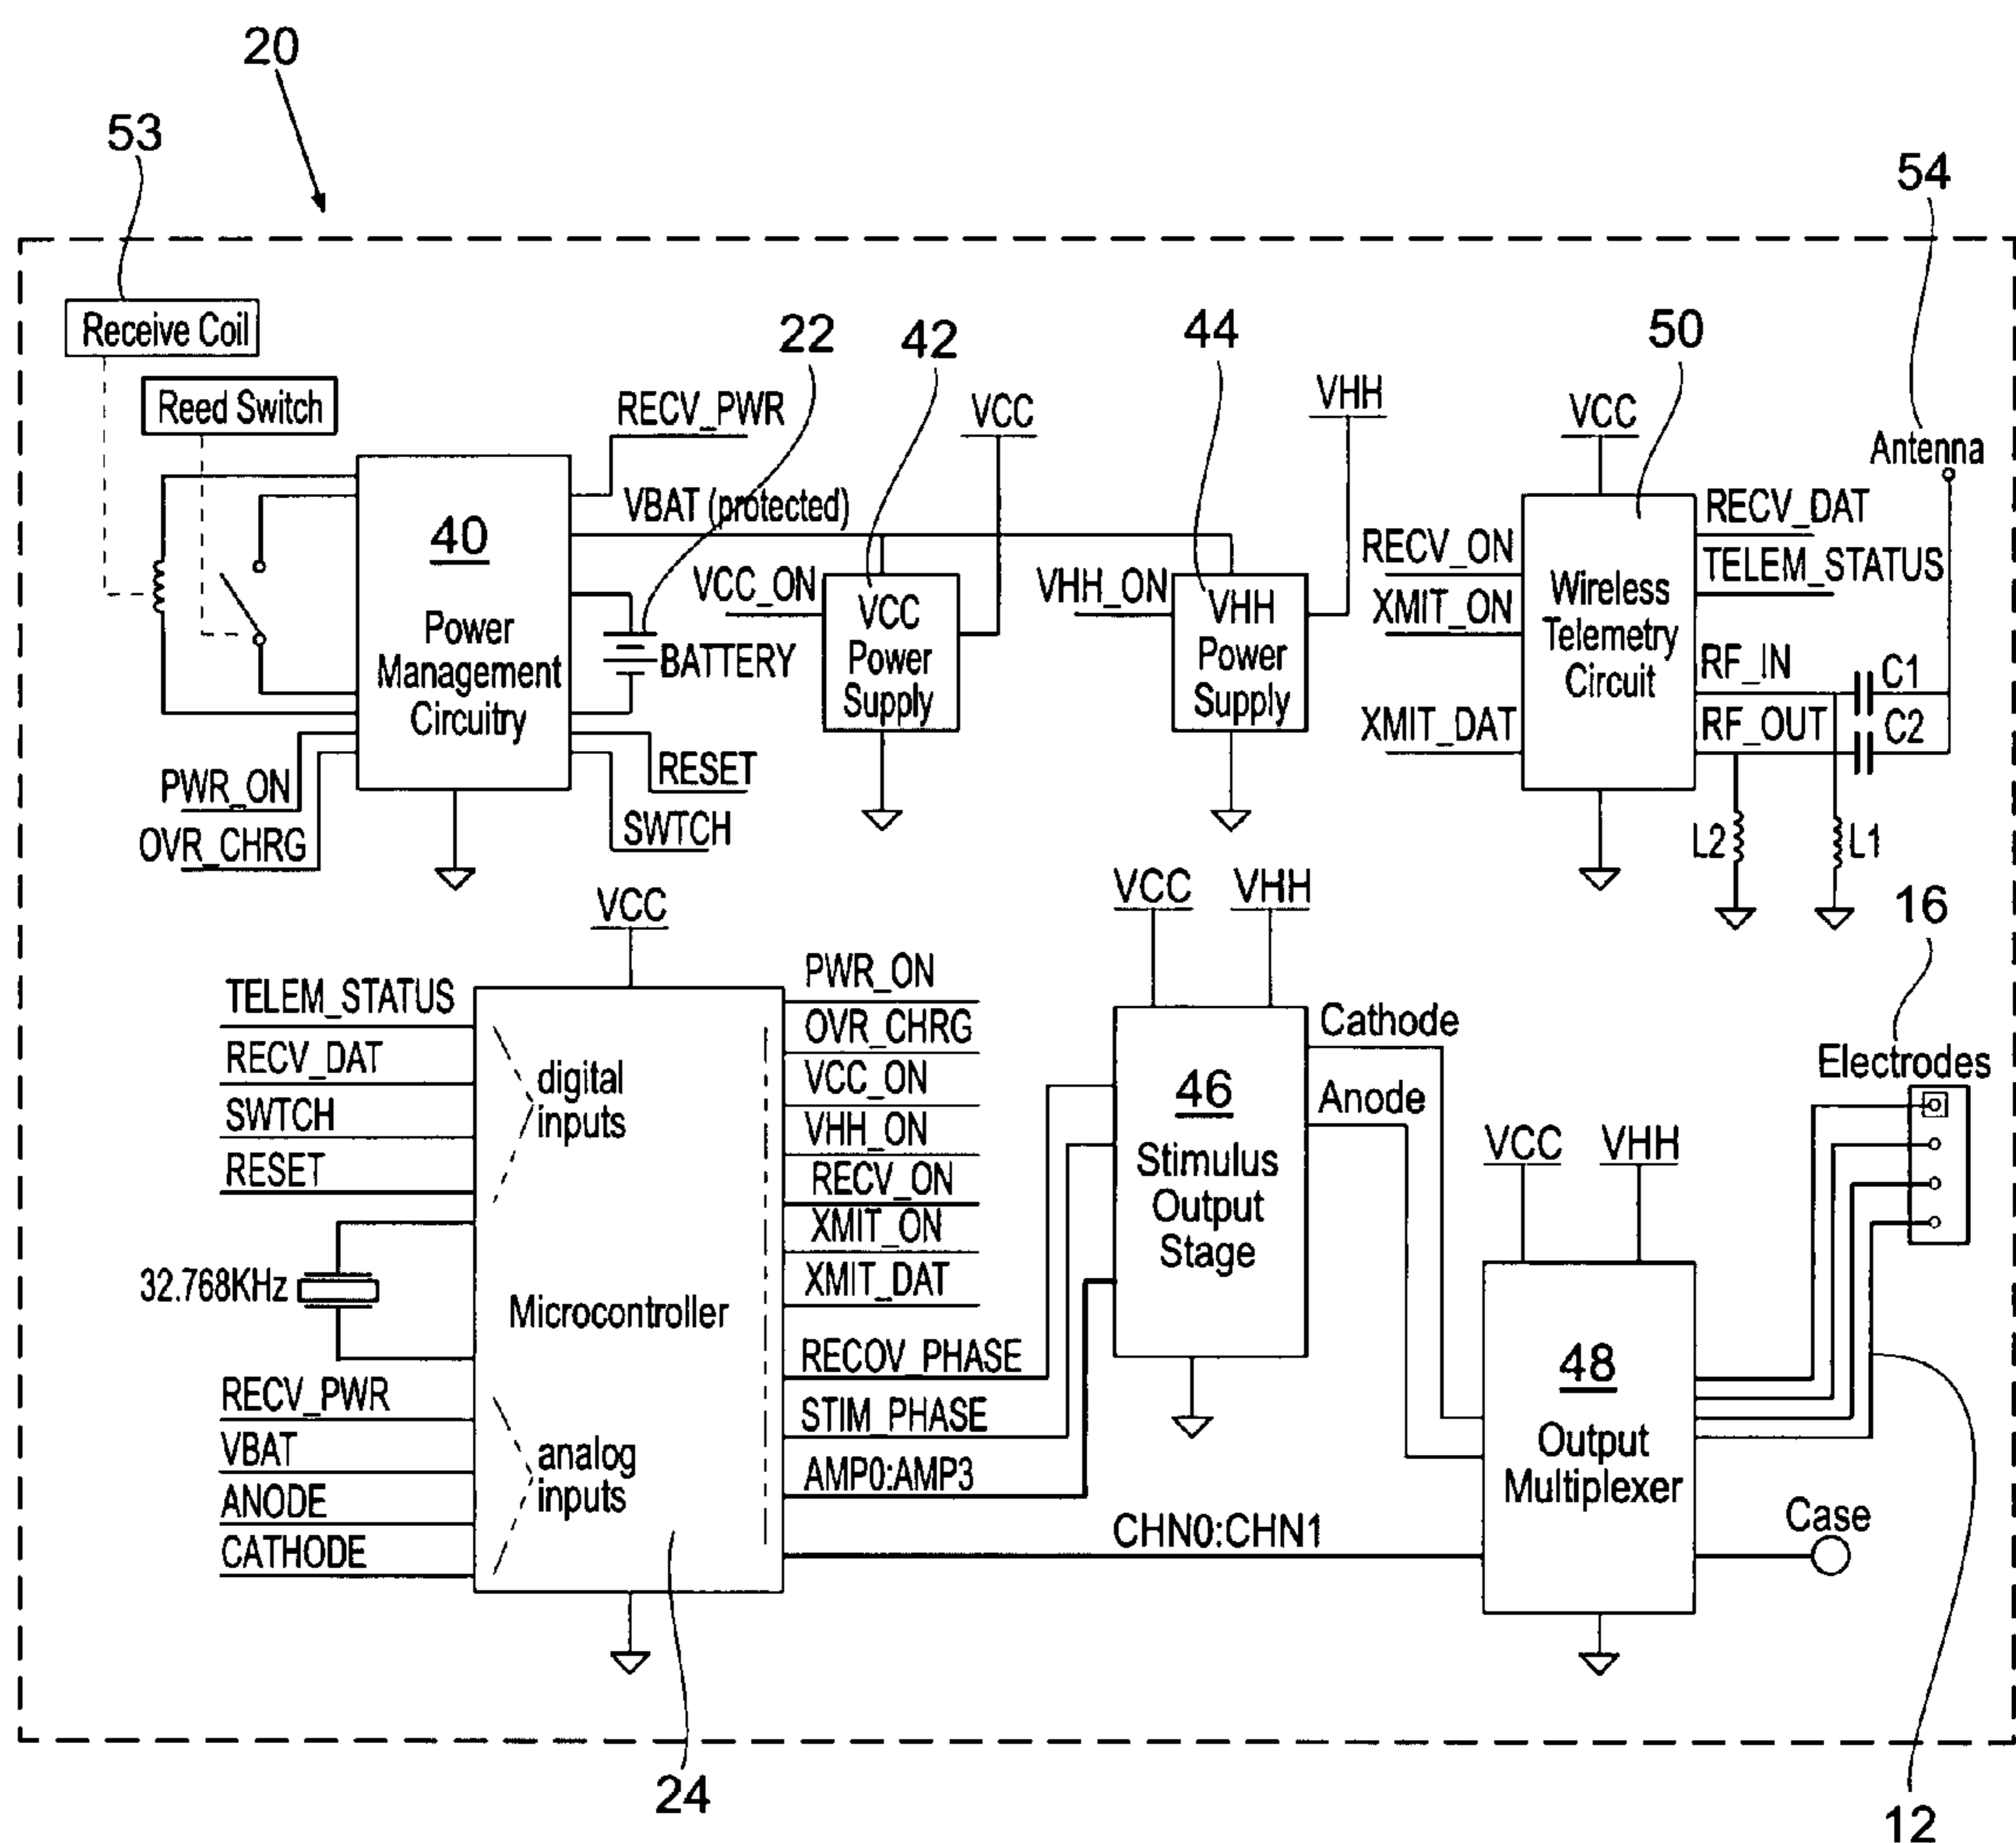 20
53
54
Receive Coil
22
42
44
50
Reed Switch
RECV_PWR
VCC
VHH
VCC
Antenna
VBAT (protected)
RECV_DAT
40
Power
Management
Circuitry
VCC_ON
VCC
Power
Supply
VHH_ON
VHH
Power
Supply
RECV_ON
XMIT_ON
XMIT_DAT
Wireless
Telemetry
Circuit
TELEM_STATUS
RF_IN
C1
RF_OUT
C2
BATTERY
PWR_ON
OVR_CHRG
RESET
SWTCH
L2
L1
VCC
VCC
VHH
16
TELEM_STATUS
RECV_DAT
SWTCH
RESET
digital
inputs
32.768KHz
Microcontroller
RECV_PWR
VBAT
ANODE
CATHODE
analog
inputs
PWR_ON
OVR_CHRG
VCC_ON
VHH_ON
RECV_ON
XMIT_ON
XMIT_DAT
RECOV_PHASE
STIM_PHASE
AMP0:AMP3
CHN0:CHN1
46
Stimulus
Output
Stage
Cathode
Anode
Electrodes
VCC
VHH
48
Output
Multiplexer
Case
24
12